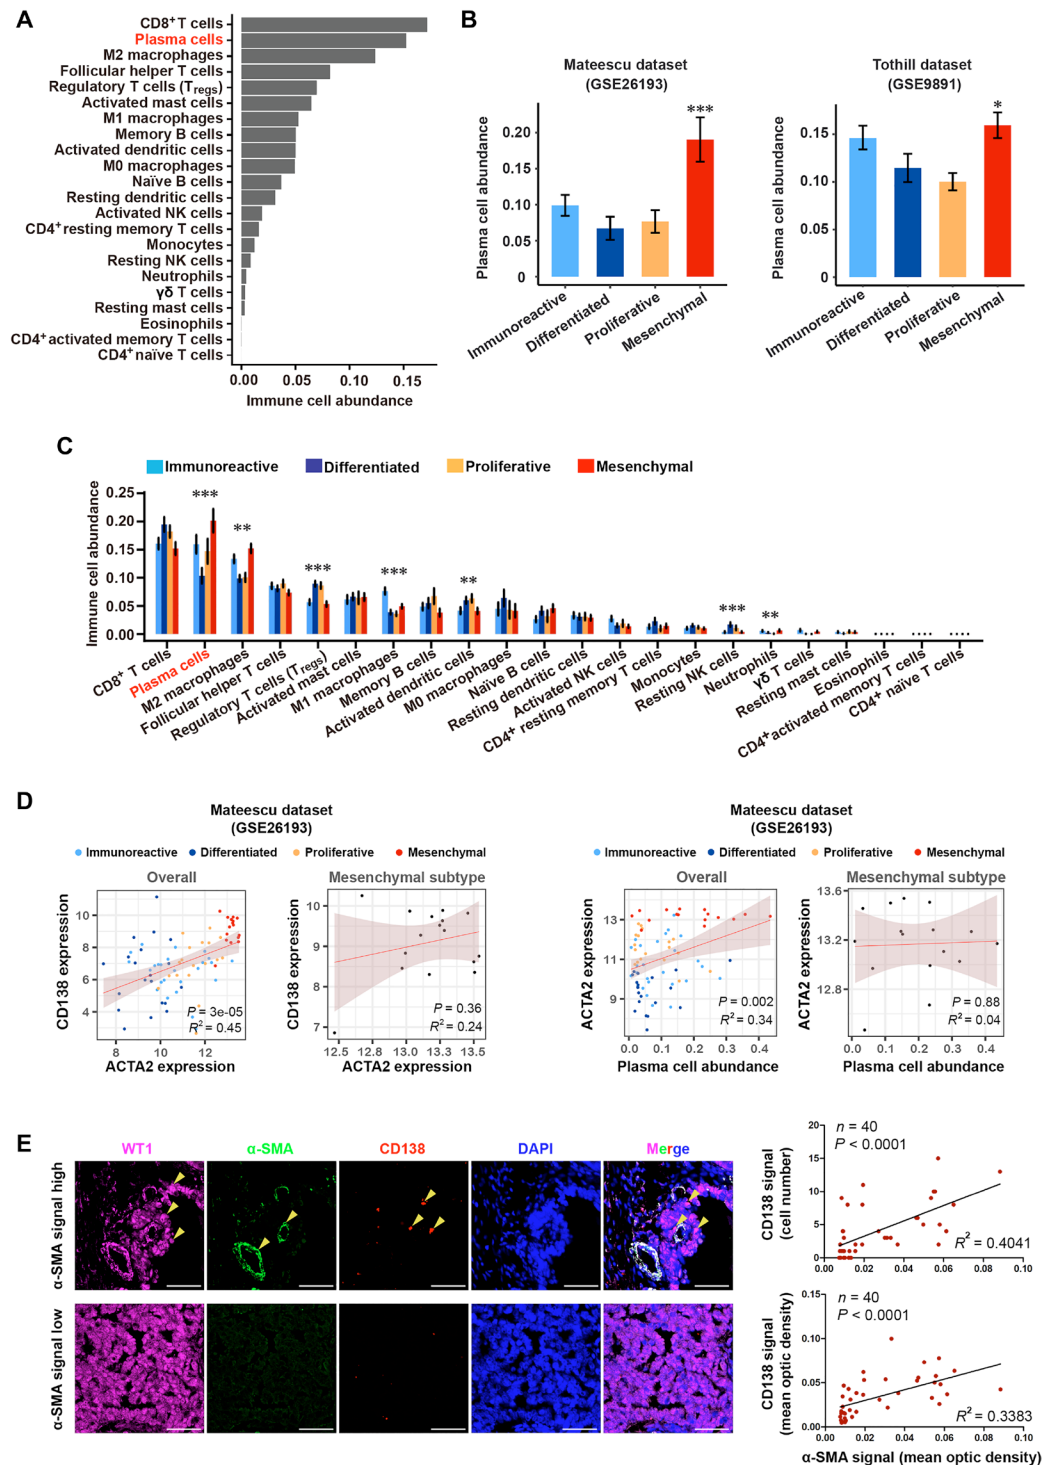 A
CD8+ T cells
Plasma cells
M2 macrophages
Follicular helper T cells
Regulatory T cells (Tregs)
Activated mast cells
M1 macrophages
Memory B cells
Activated dendritic cells
M0 macrophages
Naïve B cells
Resting dendritic cells
Activated NK cells
CD4+ resting memory T cells
Monocytes
Resting NK cells
Neutrophils
γδ T cells
Resting mast cells
Eosinophils
CD4+ activated memory T cells
CD4+ naïve T cells
0.00 0.05 0.10 0.15
Immune cell abundance
B
Mateescu dataset
(GSE26193)
Plasma cell abundance
0.20
0.15
0.10
0.05
0
***
Immunoreactive
Differentiated
Proliferative
Mesenchymal
Tothill dataset
(GSE9891)
Plasma cell abundance
0.15
0.10
0.05
0
*
Immunoreactive
Differentiated
Proliferative
Mesenchymal
C
Immunoreactive Differentiated Proliferative Mesenchymal
Immune cell abundance
0.25
0.20
0.15
0.10
0.05
0.00
*** ** *** *** ** *** **
CD8+ T cells
Plasma cells
M2 macrophages
Follicular helper T cells
Regulatory T cells (Tregs)
Activated mast cells
M1 macrophages
Memory B cells
Activated dendritic cells
M0 macrophages
Naïve B cells
Resting dendritic cells
Activated NK cells
CD4+ resting memory T cells
Monocytes
Resting NK cells
Neutrophils
γδ T cells
Resting mast cells
Eosinophils
CD4+ activated memory T cells
CD4+ naïve T cells
D
Mateescu dataset
(GSE26193)
Immunoreactive Differentiated Proliferative Mesenchymal
Overall
CD138 expression
10
8
6
4
P = 3e-05
R2 = 0.45
8 10 12
ACTA2 expression
Mesenchymal subtype
CD138 expression
10
9
8
7
P = 0.36
R2 = 0.24
12.5 13.0 13.3 13.5
ACTA2 expression
Mateescu dataset
(GSE26193)
Immunoreactive Differentiated Proliferative Mesenchymal
Overall
ACTA2 expression
13
11
9
P = 0.002
R2 = 0.34
0.0 0.1 0.2 0.3 0.4
Plasma cell abundance
Mesenchymal subtype
ACTA2 expression
13.6
13.2
12.8
P = 0.88
R2 = 0.04
0.0 0.1 0.2 0.3 0.4
Plasma cell abundance
E
WT1 α-SMA CD138 DAPI Merge
α-SMA signal high
α-SMA signal low
CD138 signal
(cell number)
20
15
10
5
0
n = 40
P < 0.0001
R2 = 0.4041
0.00 0.02 0.04 0.06 0.08 0.10
CD138 signal
(mean optic density)
0.15
0.10
0.05
0.00
n = 40
P < 0.0001
R2 = 0.3383
0.00 0.02 0.04 0.06 0.08 0.10
α-SMA signal (mean optic density)